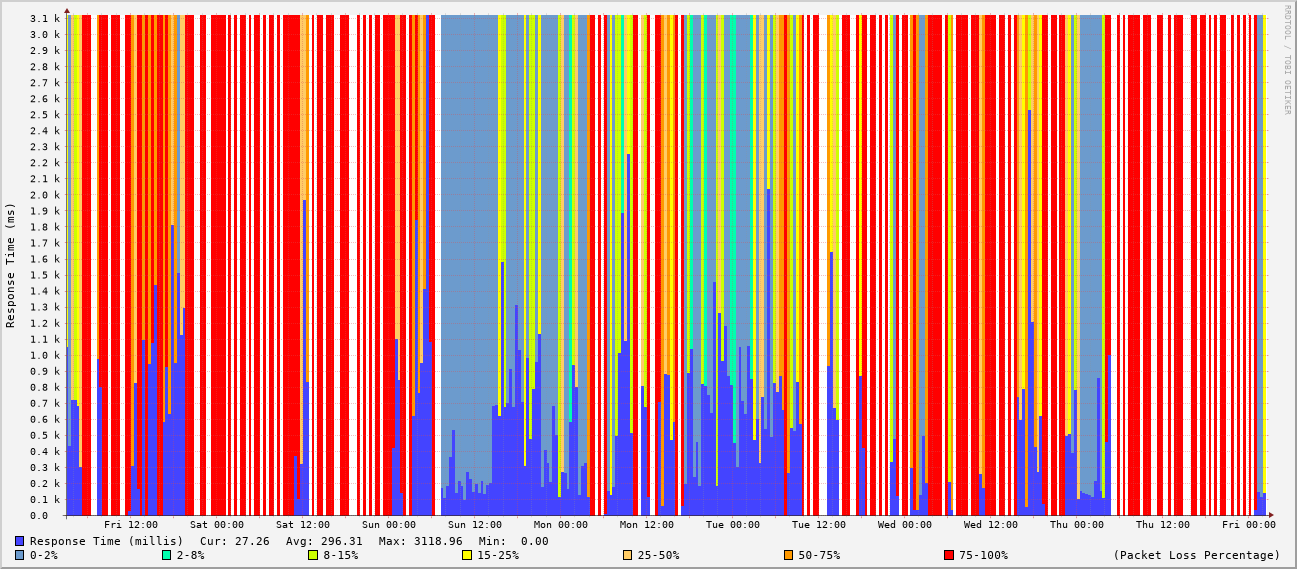 3.1 k
3.0 k
2.9 k
2.8 k
2.7 k
2.6 k
2.5 k
2.4 k
2.3 k
2.2 k
2.1 k
2.0 k
1.9 k
1.8 k
1.7 k
1.6 k
1.5 k
1.4 k
1.3 k
1.2 k
1.1 k
1.0 k
0.9 k
0.8 k
0.7 k
0.6 k
0.5 k
0.4 k
0.3 k
0.2 k
0.1 k
0.0
Response Time (ms)
RRDTOOL / TOBI OETIKER
Fri 12:00 Sat 00:00 Sat 12:00 Sun 00:00 Sun 12:00 Mon 00:00 Mon 12:00 Tue 00:00 Tue 12:00 Wed 00:00 Wed 12:00 Thu 00:00 Thu 12:00 Fri 00:00
Response Time (millis) Cur: 27.26 Avg: 296.31 Max: 3118.96 Min: 0.00
0-2% 2-8% 8-15% 15-25% 25-50% 50-75% 75-100% (Packet Loss Percentage)